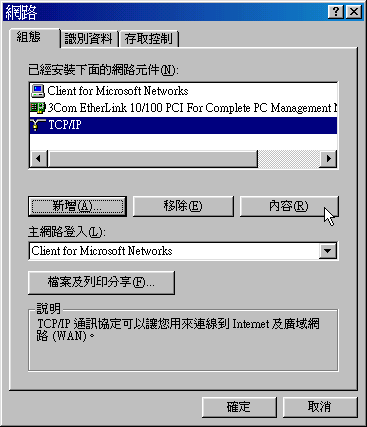 網路
組態 識別資料 存取控制
已經安裝下面的網路元件(N):
Client for Microsoft Networks
3Com EtherLink 10/100 PCI For Complete PC Management
TCP/IP
新增(A)... 移除(E) 內容(R)
主網路登入(L):
Client for Microsoft Networks
檔案及列印分享(F)...
說明
TCP/IP 通訊協定可以讓您用來連線到 Internet 及廣域網
路 (WAN)。
確定 取消